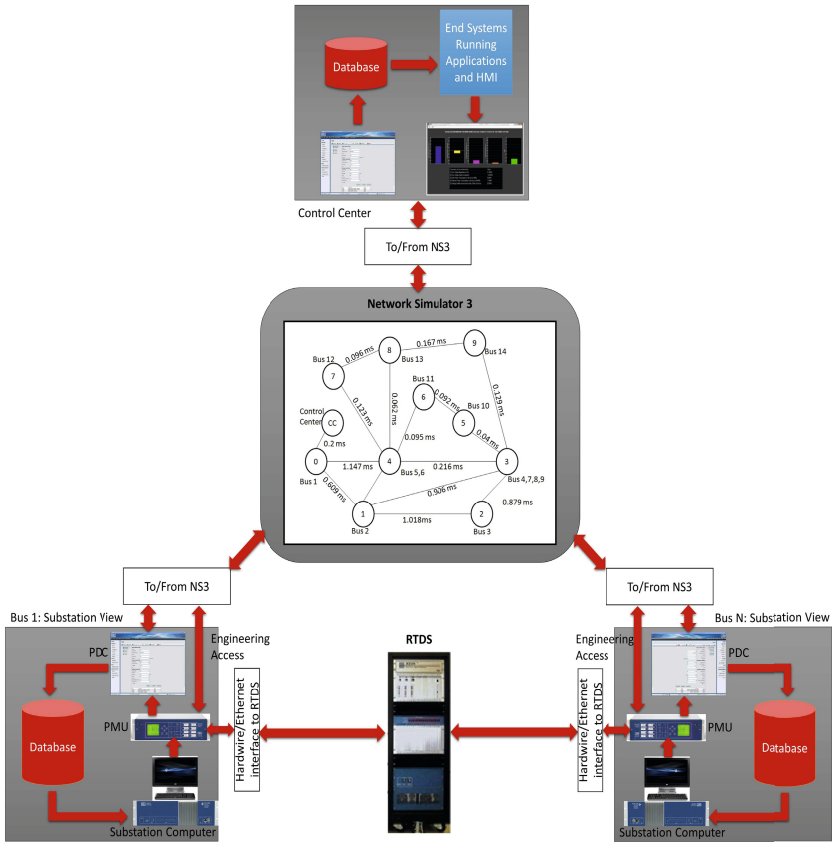 End Systems
Running
Applications
and HMI
Database
Control Center
To/From NS3
Network Simulator 3
8
0.167 ms
9
Bus 14
0.096 ms
Bus 12
Bus 13
7
Bus 11
0.129 ms
0.123 ms
0.062 ms
6
0.092 ms
Bus 10
Control
Center
CC
5
0.095 ms
0.04 ms
0.2 ms
0
1.147 ms
4
0.216 ms
3
Bus 1
Bus 5,6
Bus 4,7,8,9
0.609 ms
0.906 ms
0.879 ms
1
1.018ms
2
Bus 2
Bus 3
To/From NS3
To/From NS3
Bus 1: Substation View
Bus N: Substation View
Engineering
Access
RTDS
Engineering
Access
PDC
PDC
PMU
PMU
Database
Hardwire/Ethernet
interface to RTDS
Hardwire/Ethernet
interface to RTDS
Database
Substation Computer
Substation Computer